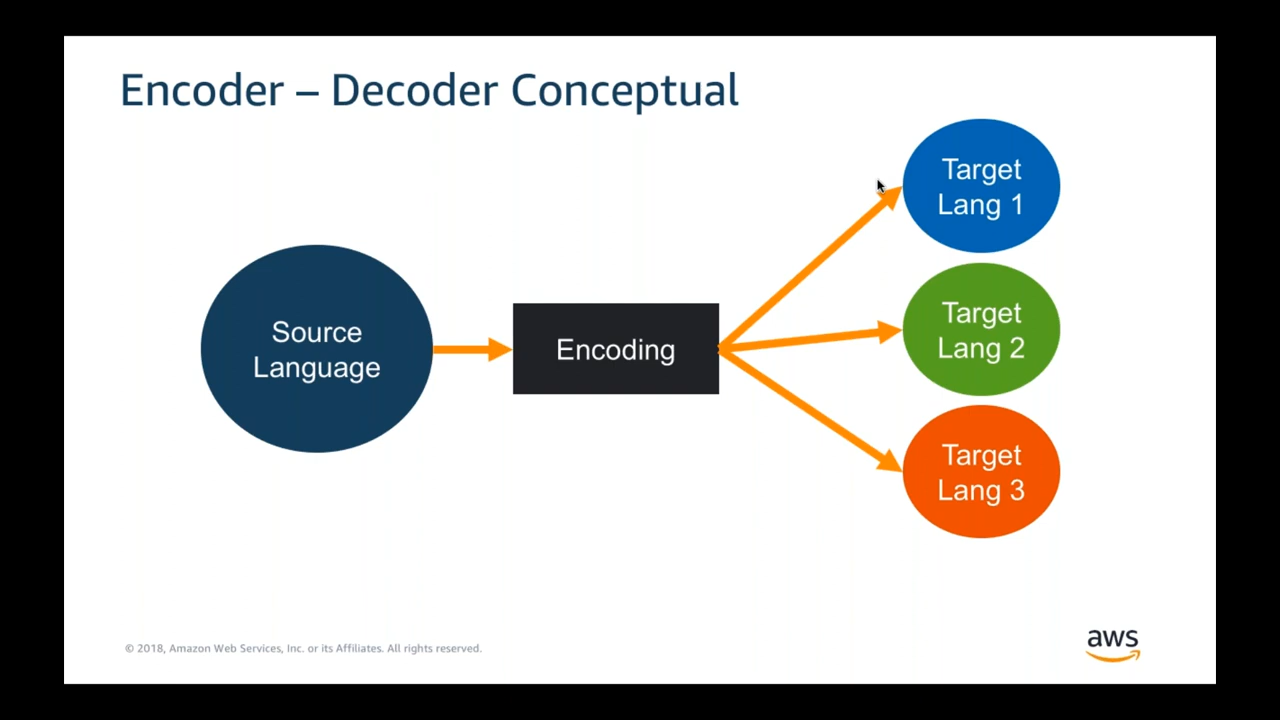 Encoder – Decoder Conceptual
Source
Language
Encoding
Target
Lang 1
Target
Lang 2
Target
Lang 3
© 2018, Amazon Web Services, Inc. or its Affiliates. All rights reserved.
aws